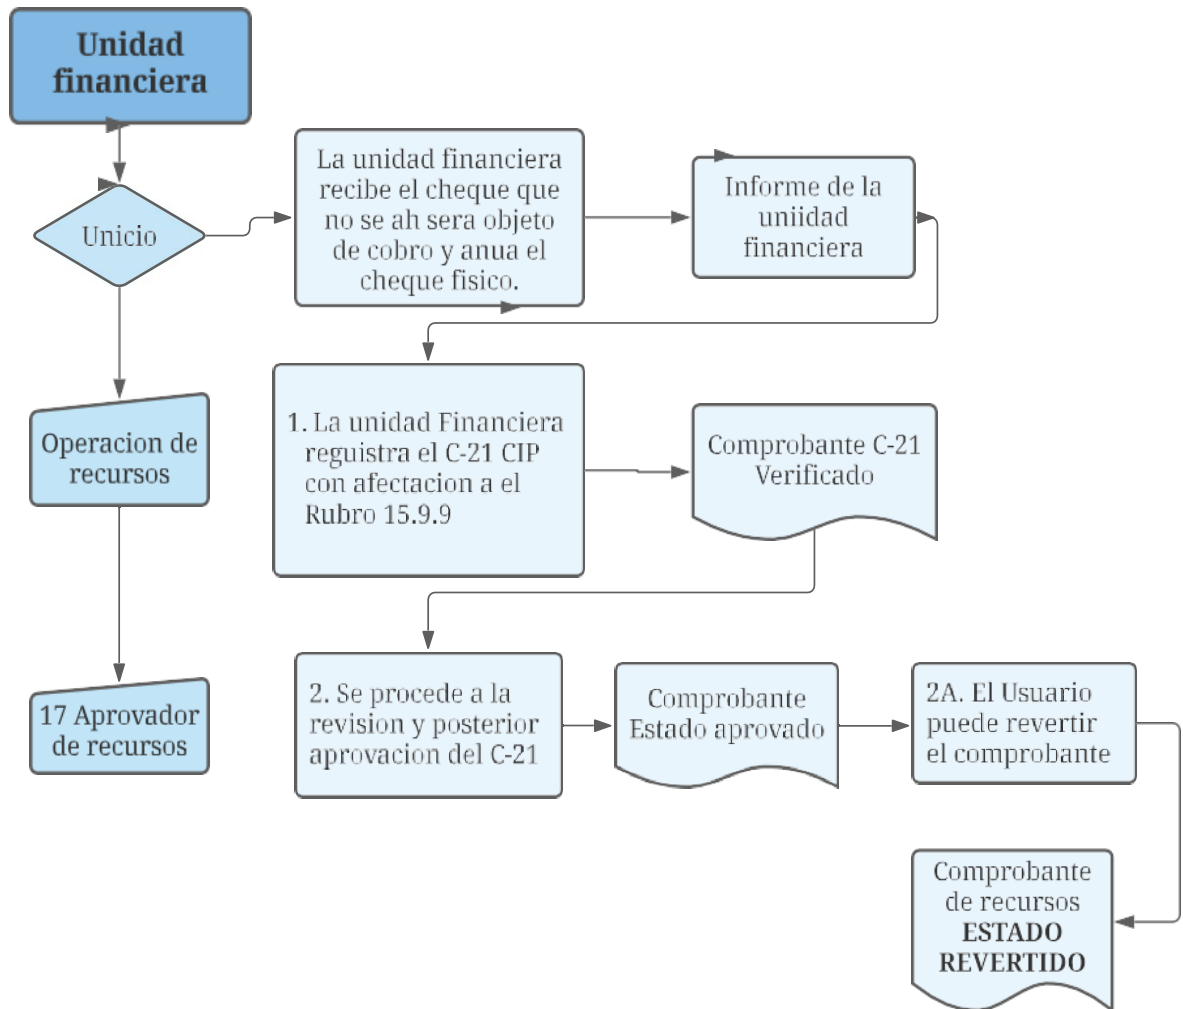 Unidad
financiera
La unidad financiera
recibe el cheque que
no se ah sera objeto
de cobro y anua el
cheque fisico.
Informe de la
uniidad
financiera
Unicio
1. La unidad Financiera
reguistra el C-21 CIP
con afectacion a el
Rubro 15.9.9
Comprobante C-21
Verificado
Operacion de
recursos
2. Se procede a la
revision y posterior
aprovacion del C-21
Comprobante
Estado aprovado
2A. El Usuario
puede revertir
el comprobante
17 Aprovador
de recursos
Comprobante
de recursos
ESTADO
REVERTIDO